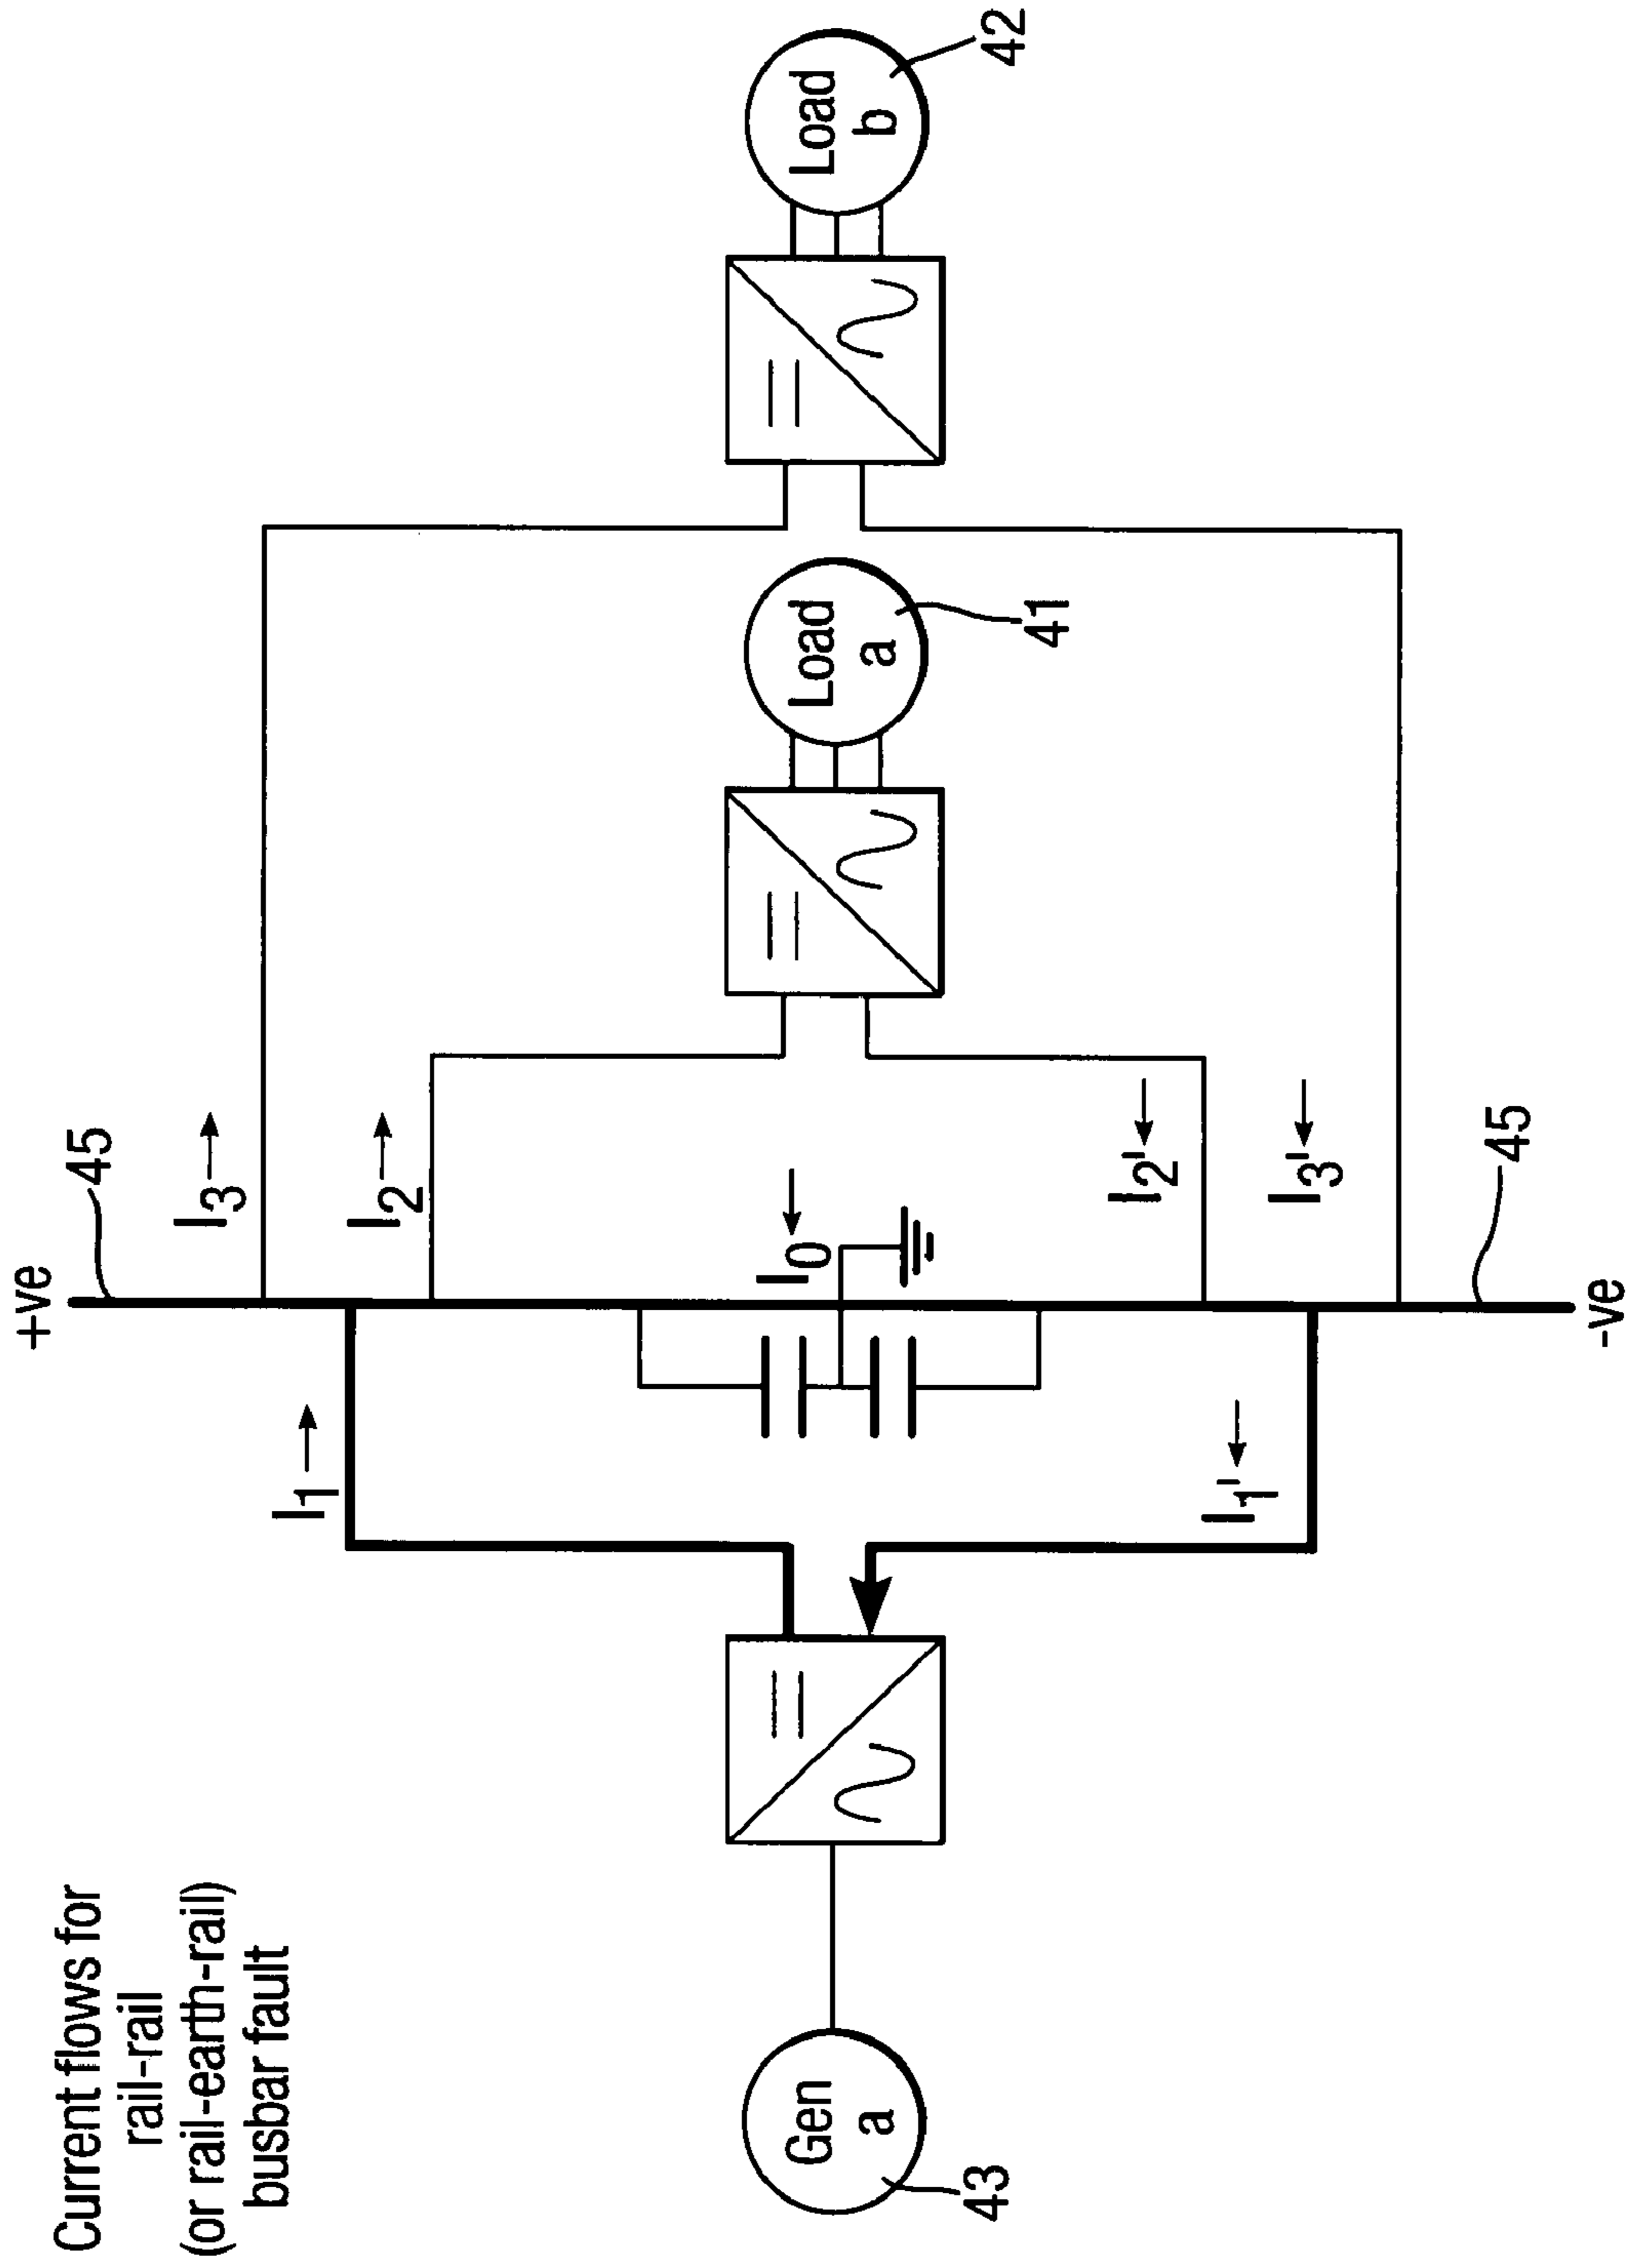 Current flows for
rail-rail
(or rail-earth-rail)
busbar fault
+ve
45
I3
I2
I1
I0
I1'
I2'
I3'
45
-ve
Gen
a
43
Load
a
41
Load
b
42